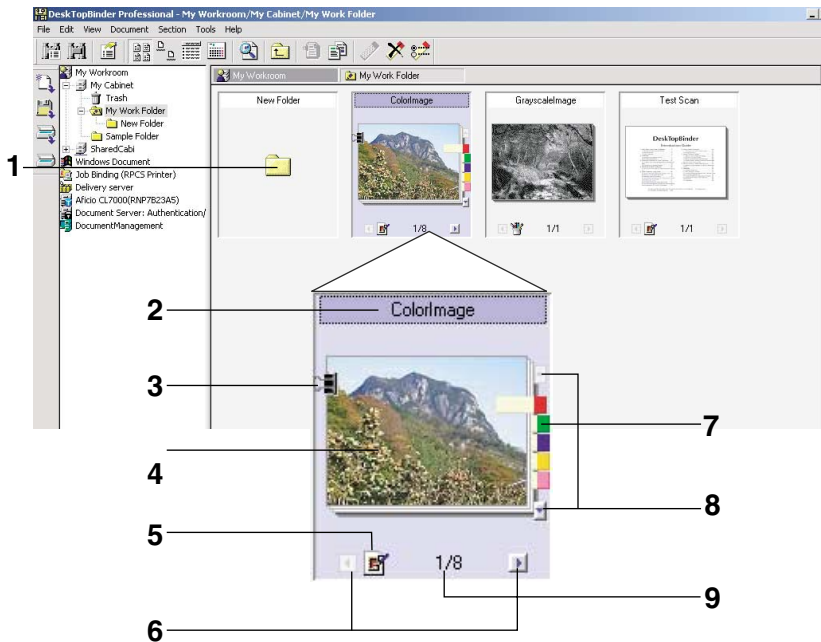 DeskTopBinder Professional - My Workroom/My Cabinet/My Work Folder
File Edit View Document Section Tools Help
My Workroom
My Cabinet
Trash
My Work Folder
New Folder
Sample Folder
SharedCabi
Windows Document
Job Binding (RPCS Printer)
Delivery server
Aficio CL7000(RNP7B23A5)
Document Server: Authentication/
DocumentManagement
My Workroom My Work Folder
New Folder ColorImage GrayscaleImage Test Scan
DeskTopBinder
1/8 1/1 1/1
1
2
ColorImage
3
4
5
6
7
8
9
1/8